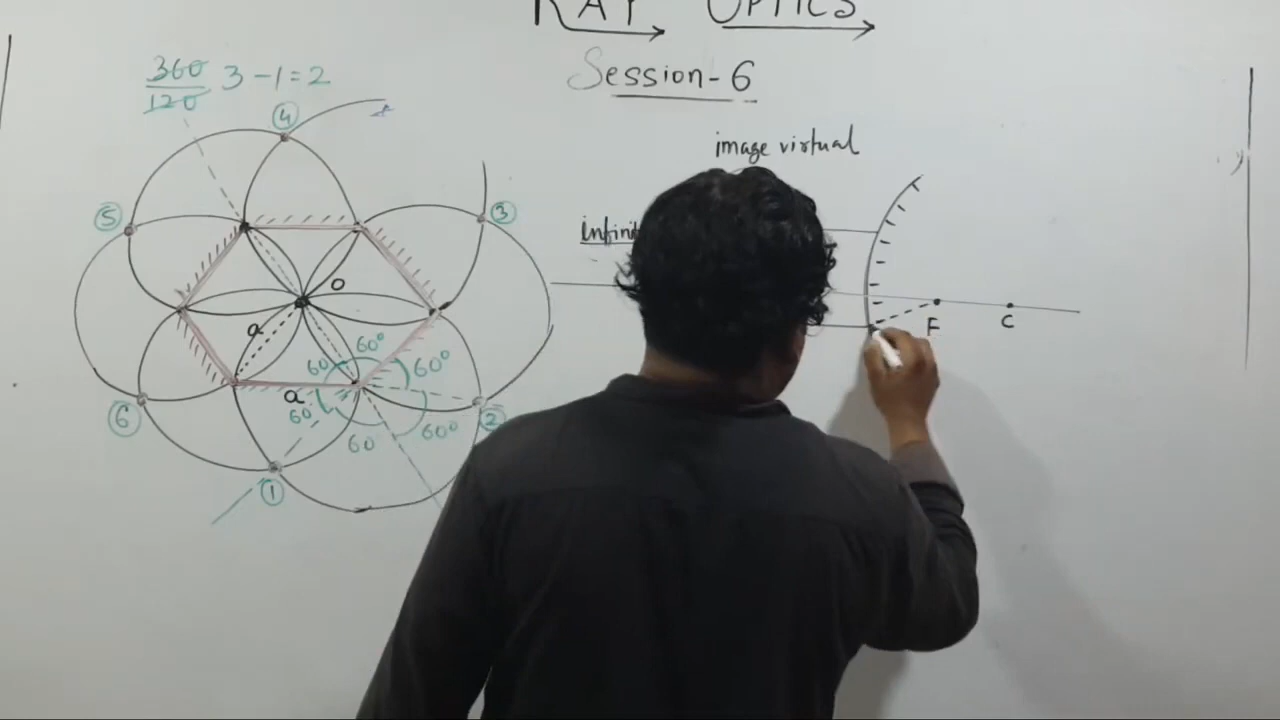 RAY OPTICS
Session-6
360/120 3-1=2
④
⑤
③
O
a
60°
60
60°
a
60
60
60°
⑥
②
①
image virtual
F
C